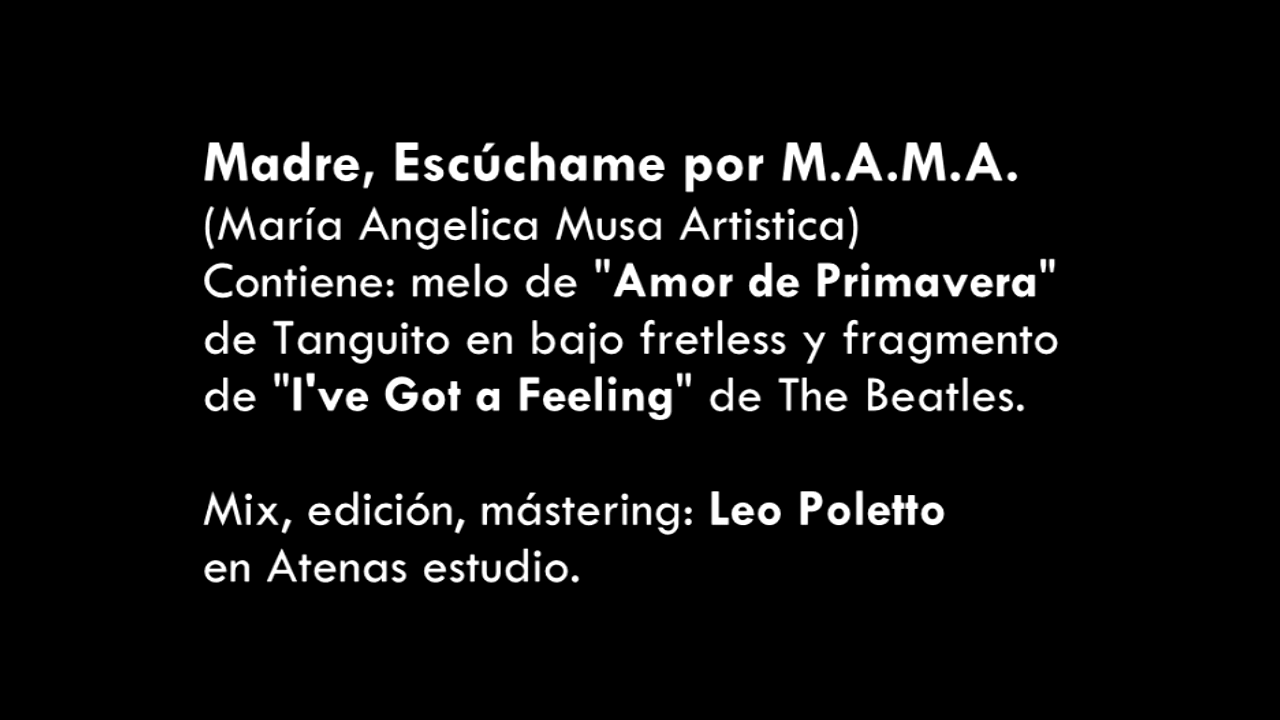 Madre, Escúchame por M.A.M.A.
(María Angelica Musa Artistica)
Contiene: melo de "Amor de Primavera"
de Tanguito en bajo fretless y fragmento
de "I've Got a Feeling" de The Beatles.
Mix, edición, mástering: Leo Poletto
en Atenas estudio.